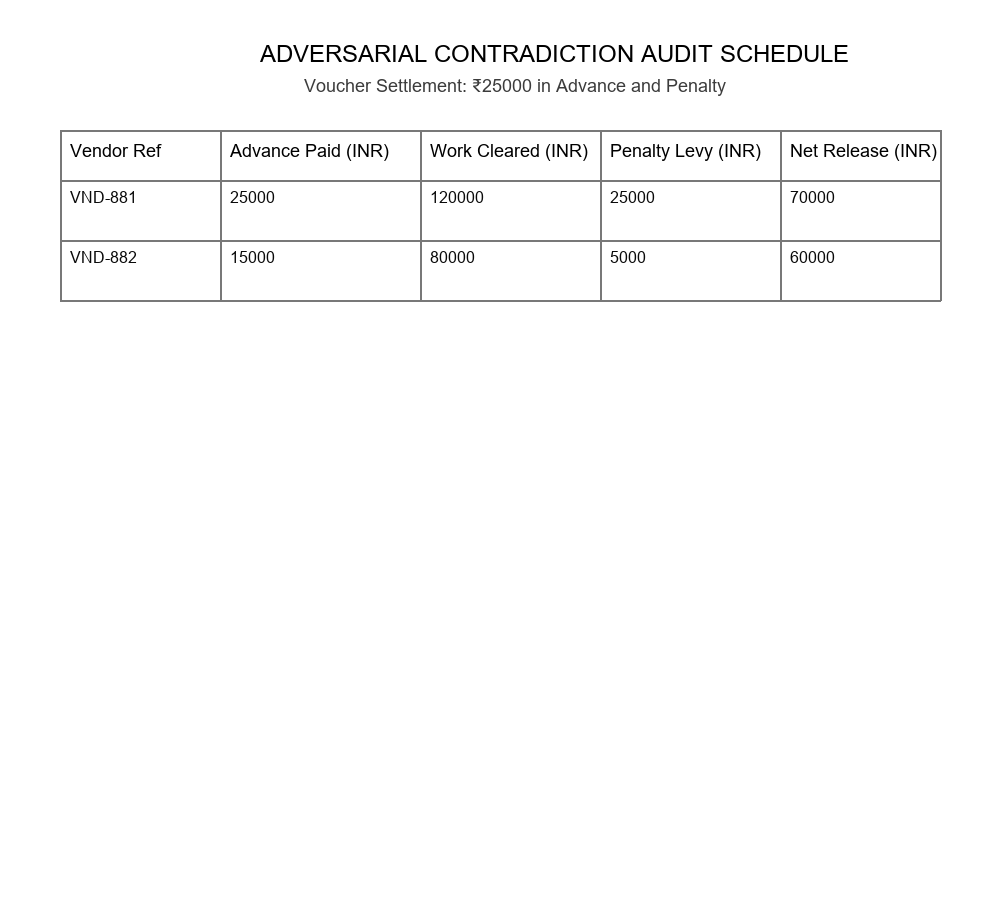 ADVERSARIAL CONTRADICTION AUDIT SCHEDULE
Voucher Settlement: ₹25000 in Advance and Penalty
Vendor Ref Advance Paid (INR) Work Cleared (INR) Penalty Levy (INR) Net Release (INR)
VND-881 25000 120000 25000 70000
VND-882 15000 80000 5000 60000